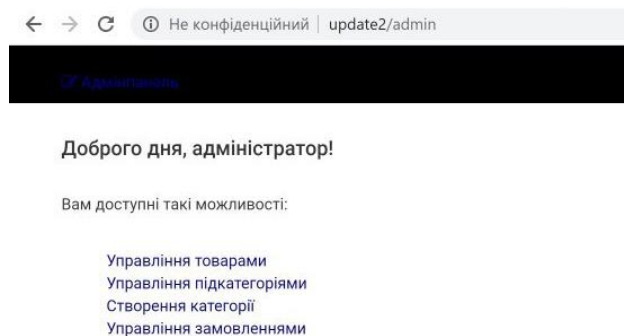 Не конфіденційний | update2/admin
Адмінпанель
Доброго дня, адміністратор!
Вам доступні такі можливості:
Управління товарами
Управління підкатегоріями
Створення категорії
Управління замовленнями